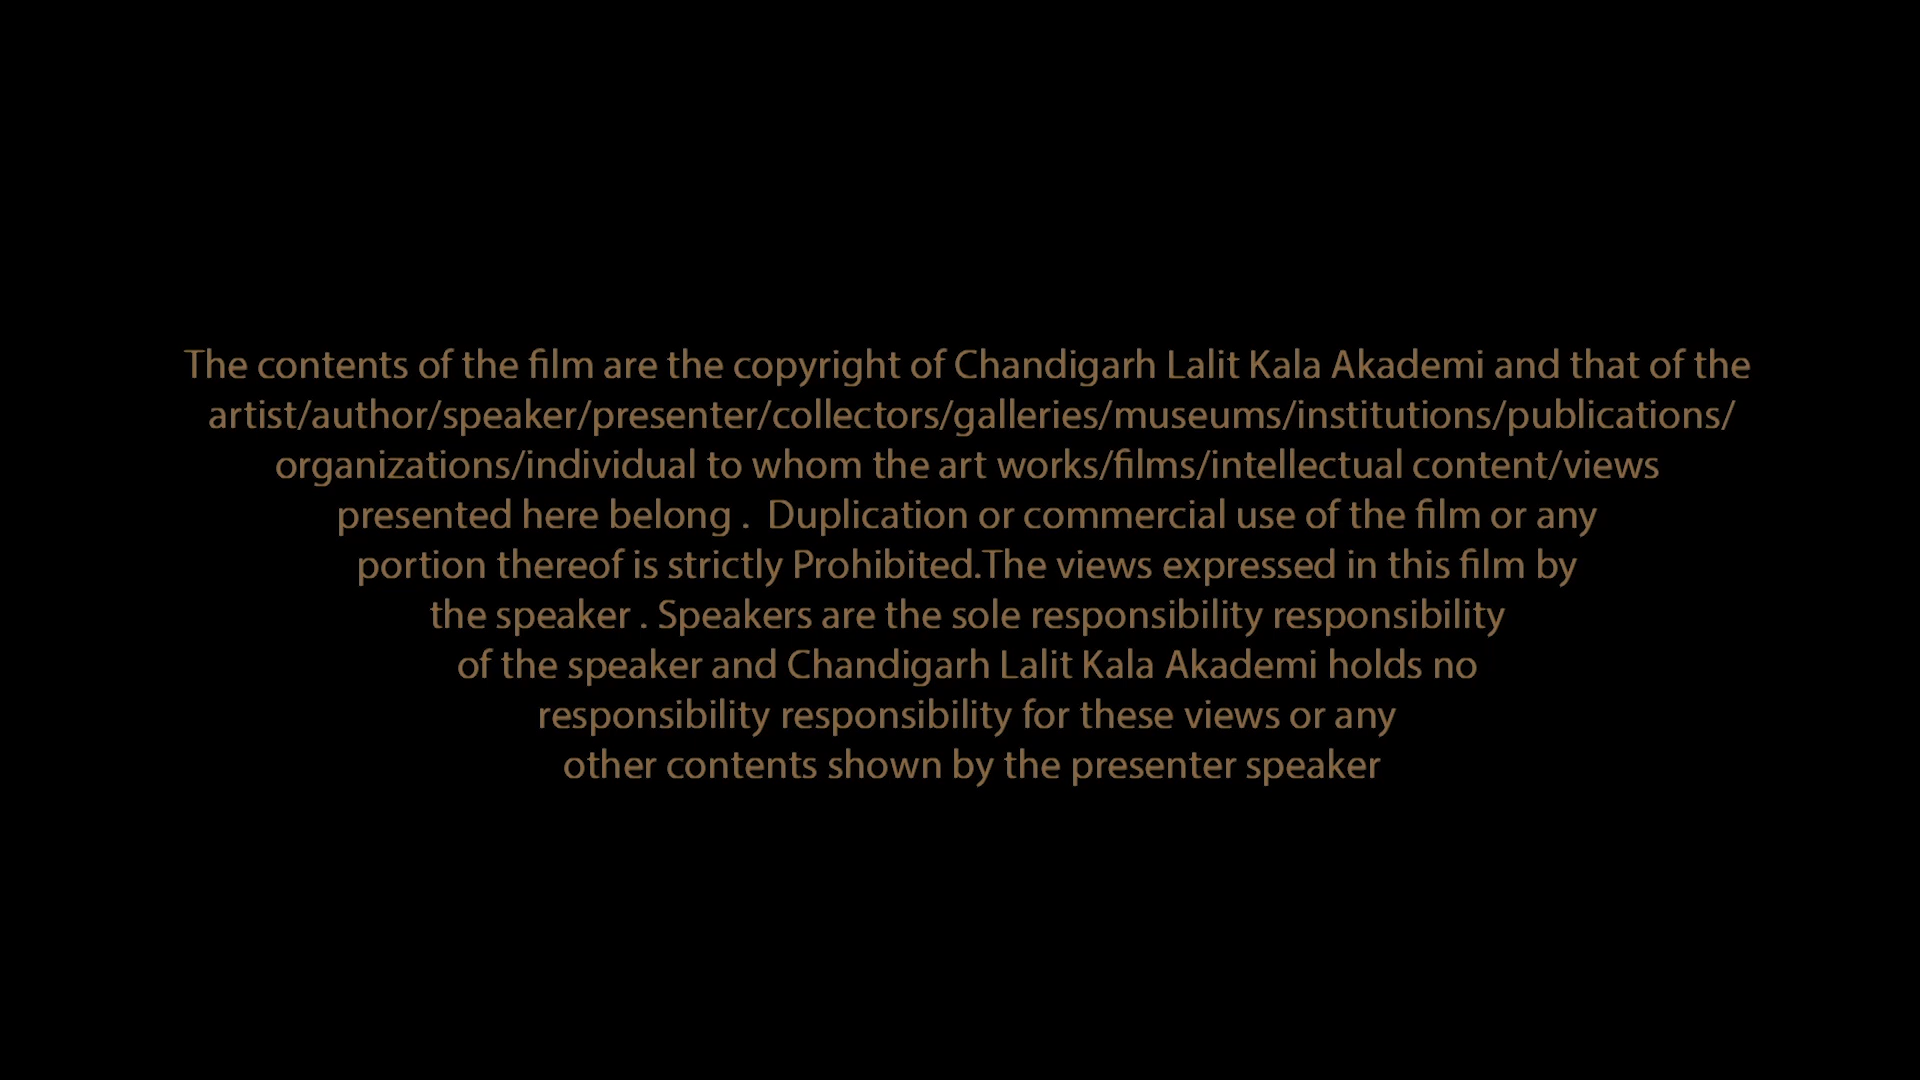 The contents of the film are the copyright of Chandigarh Lalit Kala Akademi and that of the
artist/author/speaker/presenter/collectors/galleries/museums/institutions/publications/
organizations/individual to whom the art works/films/intellectual content/views
presented here belong .  Duplication or commercial use of the film or any
portion thereof is strictly Prohibited.The views expressed in this film by
the speaker . Speakers are the sole responsibility responsibility
of the speaker and Chandigarh Lalit Kala Akademi holds no
responsibility responsibility for these views or any
other contents shown by the presenter speaker